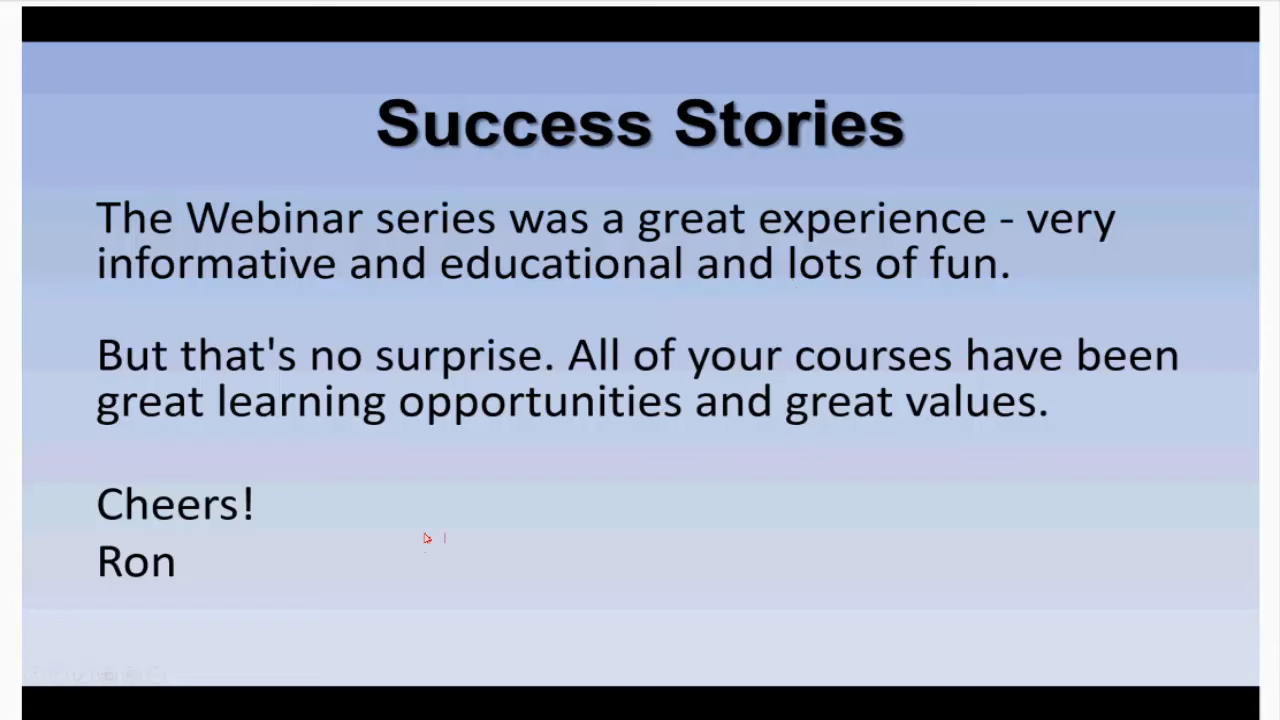 Success Stories
The Webinar series was a great experience - very
informative and educational and lots of fun.
But that's no surprise. All of your courses have been
great learning opportunities and great values.
Cheers!
Ron